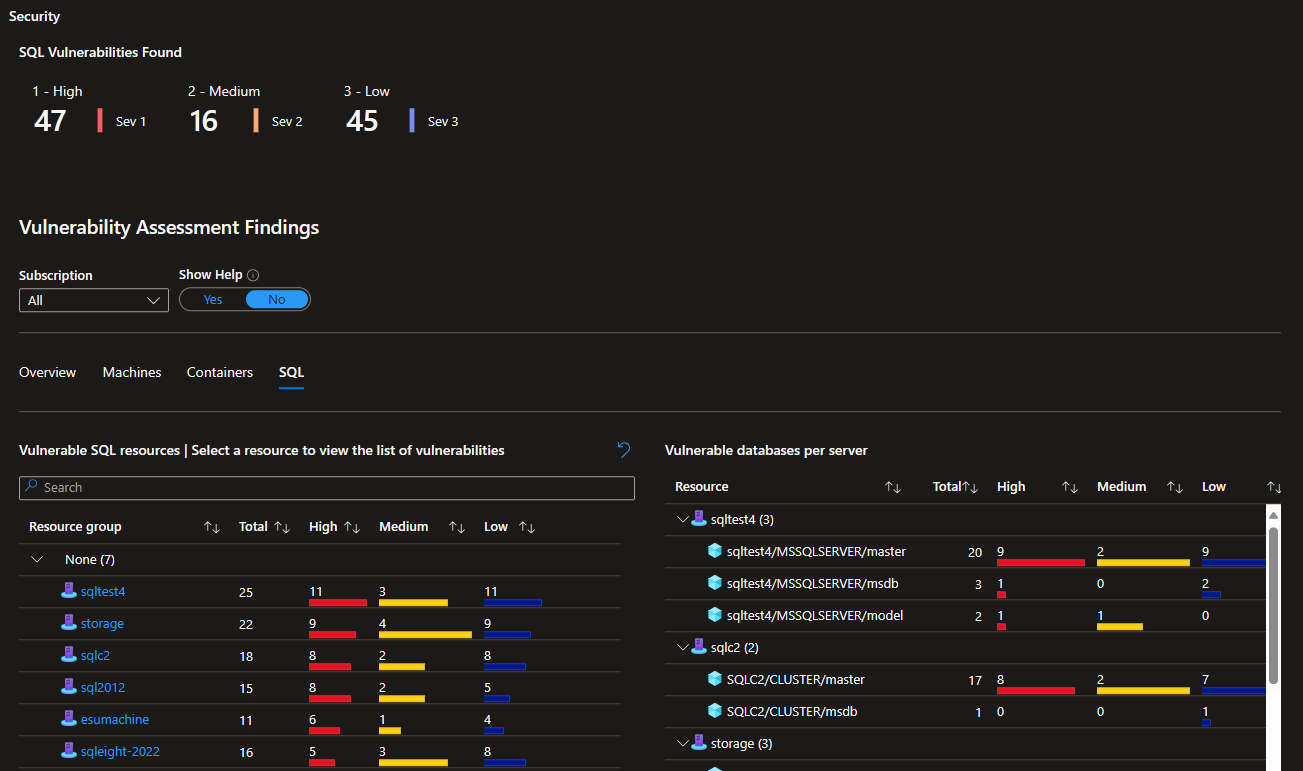 Security
SQL Vulnerabilities Found
1 - High 2 - Medium 3 - Low
47 Sev 1 16 Sev 2 45 Sev 3
Vulnerability Assessment Findings
Subscription Show Help
All Yes No
Overview Machines Containers SQL
Vulnerable SQL resources | Select a resource to view the list of vulnerabilities
Search
Resource group Total High Medium Low
None (7)
sqltest4 25 11 3 11
storage 22 9 4 9
sqlc2 18 8 2 8
sql2012 15 8 2 5
esumachine 11 6 1 4
sqleight-2022 16 5 3 8
Vulnerable databases per server
Resource Total High Medium Low
sqltest4 (3)
sqltest4/MSSQLSERVER/master 20 9 2 9
sqltest4/MSSQLSERVER/msdb 3 1 0 2
sqltest4/MSSQLSERVER/model 2 1 1 0
sqlc2 (2)
SQLC2/CLUSTER/master 17 8 2 7
SQLC2/CLUSTER/msdb 1 0 0 1
storage (3)